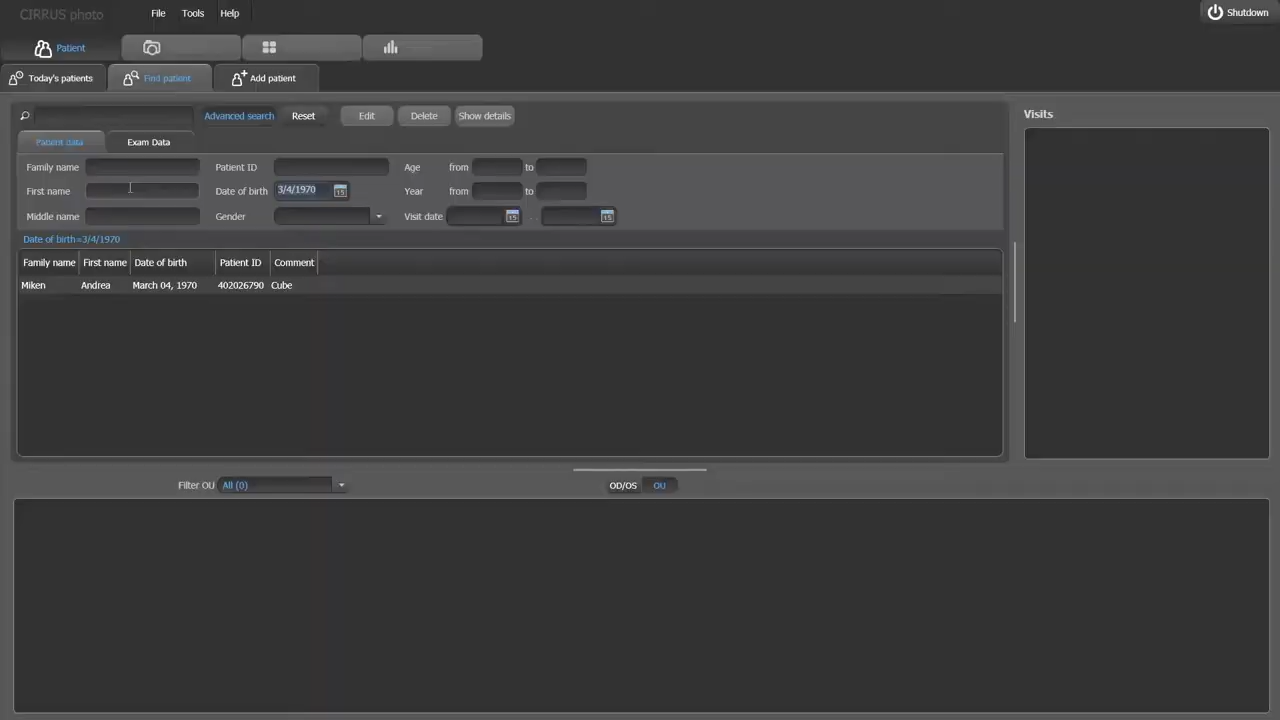 CIRRUS photo File Tools Help Shutdown
Patient
Today's patients Find patient Add patient
Advanced search Reset Edit Delete Show details Visits
Patient data Exam Data
Family name Patient ID Age from to
First name Date of birth 3/4/1970 15 Year from to
Middle name Gender Visit date 15 .. 15
Date of birth=3/4/1970
Family name First name Date of birth Patient ID Comment
Miken Andrea March 04, 1970 402026790 Cube
Filter OU All (0) OD/OS OU